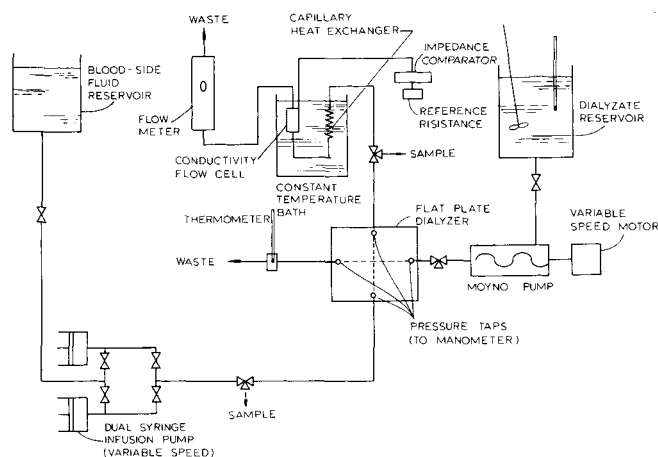 WASTE
CAPILLARY
HEAT EXCHANGER
IMPEDANCE
COMPARATOR
BLOOD-SIDE
FLUID
RESERVOIR
FLOW
METER
REFERENCE
RISISTANCE
DIALYZATE
RESERVOIR
CONDUCTIVITY
FLOW CELL
SAMPLE
CONSTANT
TEMPERATURE
BATH
THERMOMETER
FLAT PLATE
DIALYZER
VARIABLE
SPEED MOTOR
WASTE
MOYNO PUMP
PRESSURE TAPS
(TO MANOMETER)
SAMPLE
DUAL SYRINGE
INFUSION PUMP
(VARIABLE SPEED)